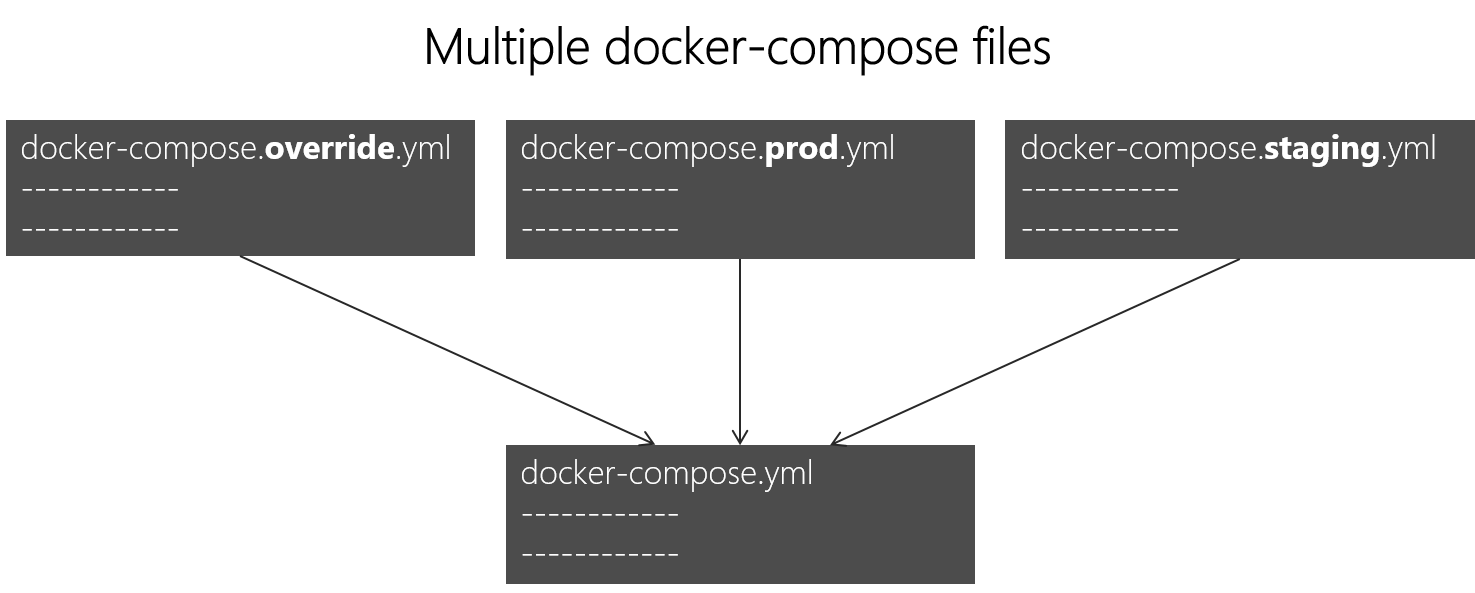 Multiple docker-compose files
docker-compose.override.yml
------------
------------
docker-compose.prod.yml
------------
------------
docker-compose.staging.yml
------------
------------
docker-compose.yml
------------
------------